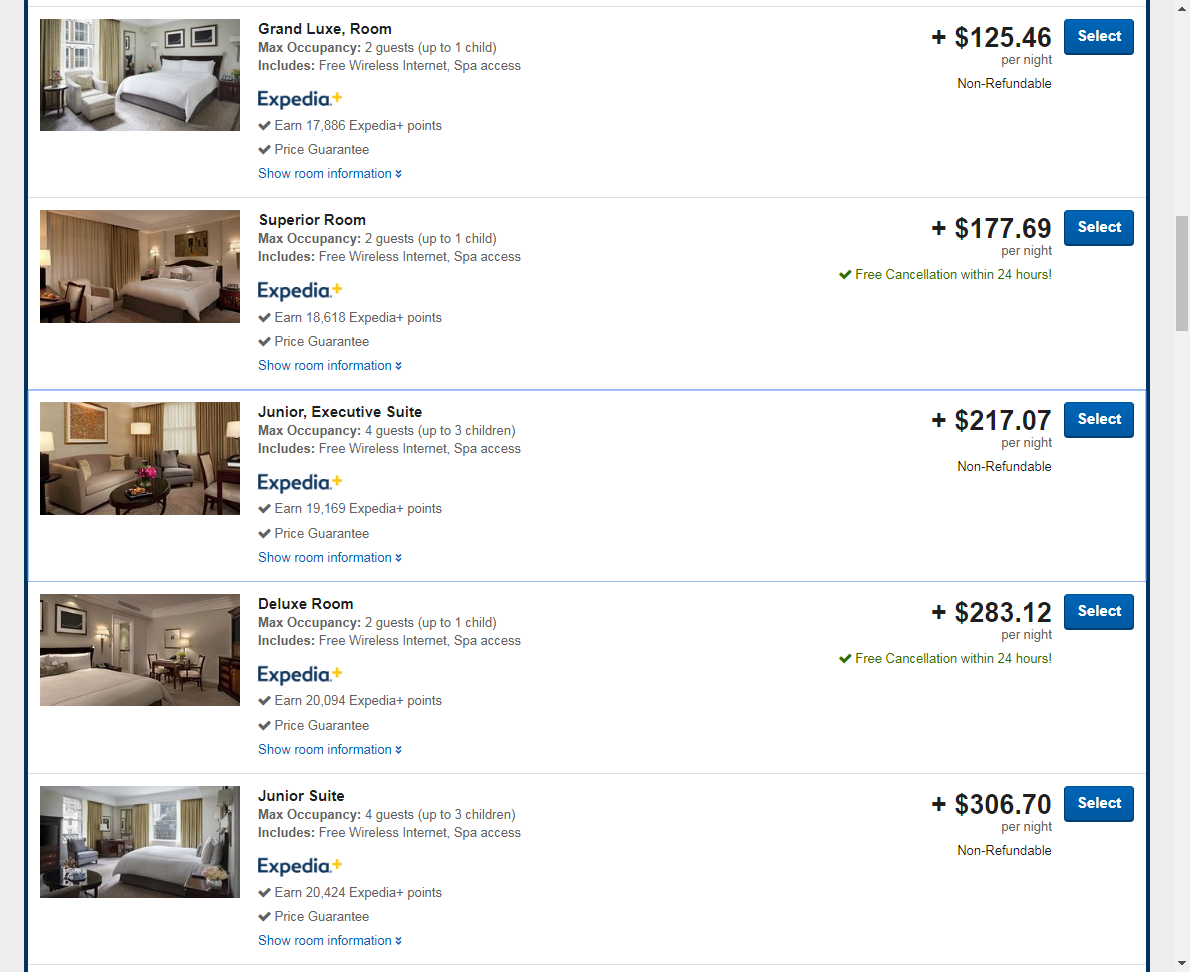 Grand Luxe, Room
Max Occupancy: 2 guests (up to 1 child)
Includes: Free Wireless Internet, Spa access
Expedia.+
Earn 17,886 Expedia+ points
Price Guarantee
Show room information
+ $125.46
per night
Non-Refundable
Select
Superior Room
Max Occupancy: 2 guests (up to 1 child)
Includes: Free Wireless Internet, Spa access
Expedia.+
Earn 18,618 Expedia+ points
Price Guarantee
Show room information
+ $177.69
per night
Free Cancellation within 24 hours!
Select
Junior, Executive Suite
Max Occupancy: 4 guests (up to 3 children)
Includes: Free Wireless Internet, Spa access
Expedia.+
Earn 19,169 Expedia+ points
Price Guarantee
Show room information
+ $217.07
per night
Non-Refundable
Select
Deluxe Room
Max Occupancy: 2 guests (up to 1 child)
Includes: Free Wireless Internet, Spa access
Expedia.+
Earn 20,094 Expedia+ points
Price Guarantee
Show room information
+ $283.12
per night
Free Cancellation within 24 hours!
Select
Junior Suite
Max Occupancy: 4 guests (up to 3 children)
Includes: Free Wireless Internet, Spa access
Expedia.+
Earn 20,424 Expedia+ points
Price Guarantee
Show room information
+ $306.70
per night
Non-Refundable
Select